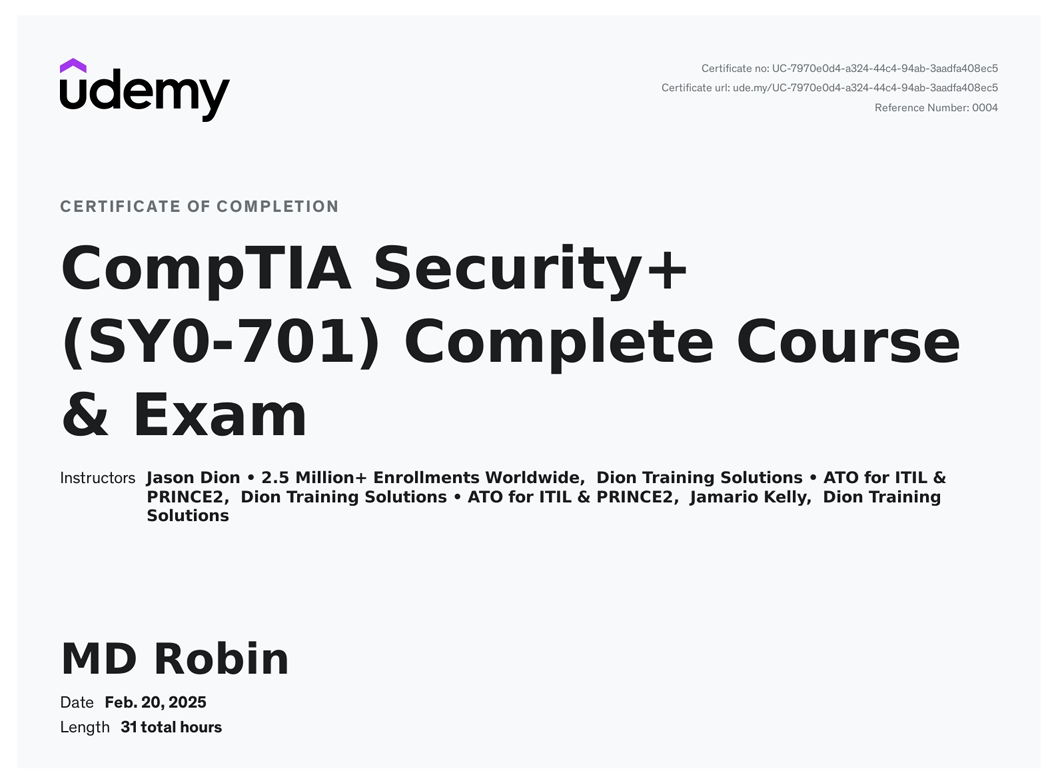 udemy
Certificate no: UC-7970e0d4-a324-44c4-94ab-3aadfa408ec5
Certificate url: ude.my/UC-7970e0d4-a324-44c4-94ab-3aadfa408ec5
Reference Number: 0004
CERTIFICATE OF COMPLETION
CompTIA Security+
(SY0-701) Complete Course
& Exam
Instructors Jason Dion • 2.5 Million+ Enrollments Worldwide, Dion Training Solutions • ATO for ITIL &
PRINCE2, Dion Training Solutions • ATO for ITIL & PRINCE2, Jamario Kelly, Dion Training
Solutions
MD Robin
Date Feb. 20, 2025
Length 31 total hours